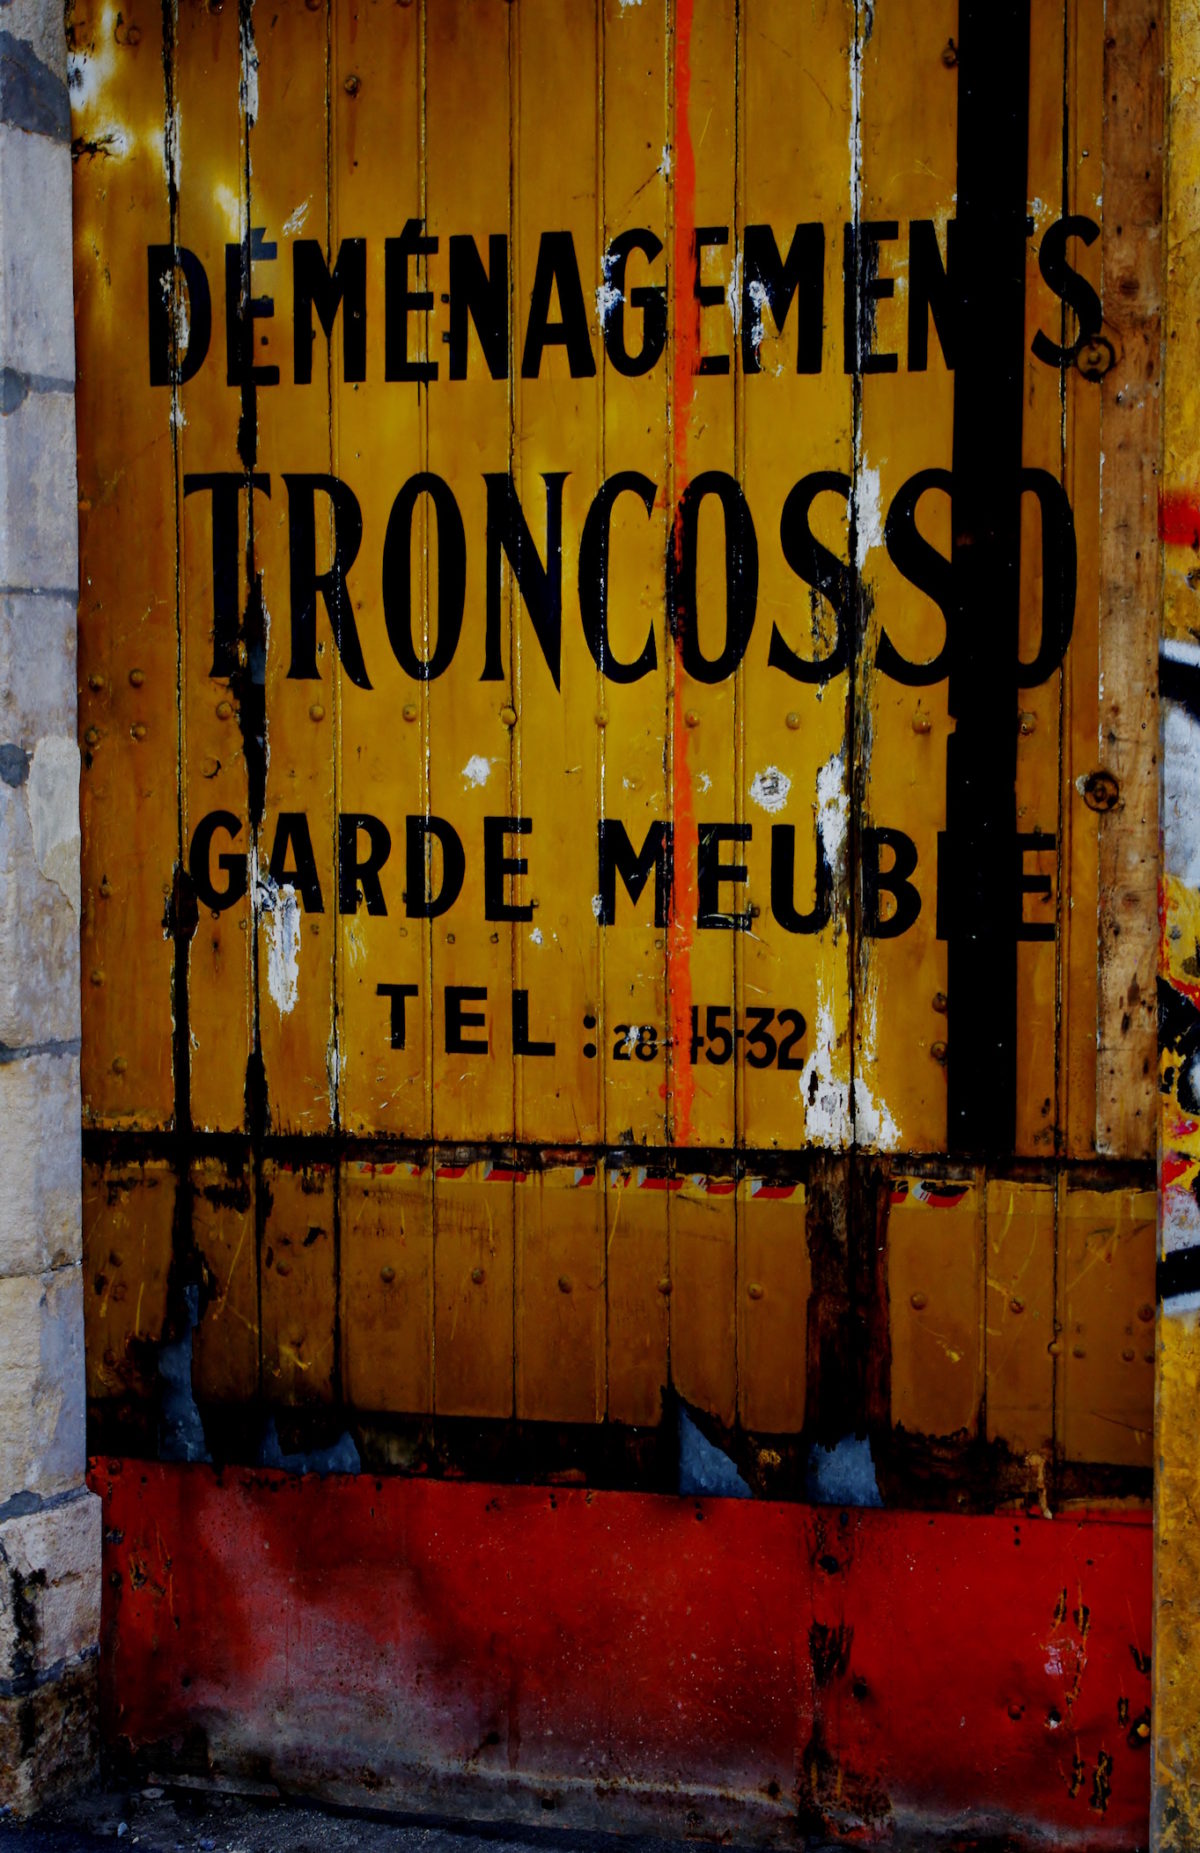 DÉMÉNAGEMENTS
TRONCOSSO
GARDE MEUBLE
TEL : 28-45-32